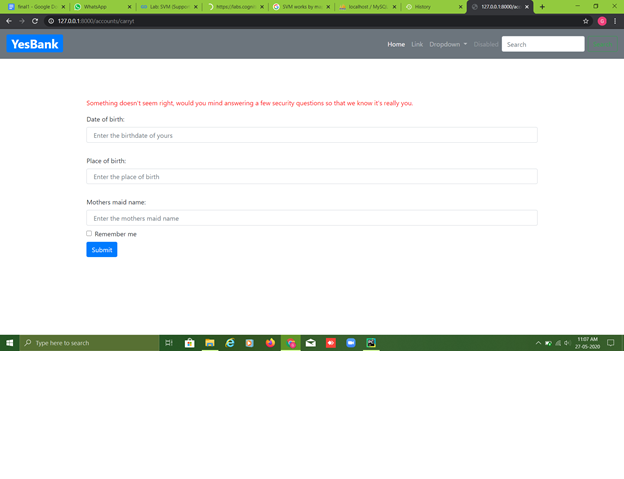 final1 - Google Do
WhatsApp
Lab: SVM (Suppor
https://labs.cogni
SVM works by ma
localhost / MySQL
History
127.0.0.1:8000/acc
127.0.0.1:8000/accounts/carryt
YesBank
Home Link Dropdown Disabled Search
Something doesn't seem right, would you mind answering a few security questions so that we know it's really you.
Date of birth:
Enter the birthdate of yours
Place of birth:
Enter the place of birth
Mothers maid name:
Enter the mothers maid name
Remember me
Submit
Type here to search
11:07 AM
27-05-2020